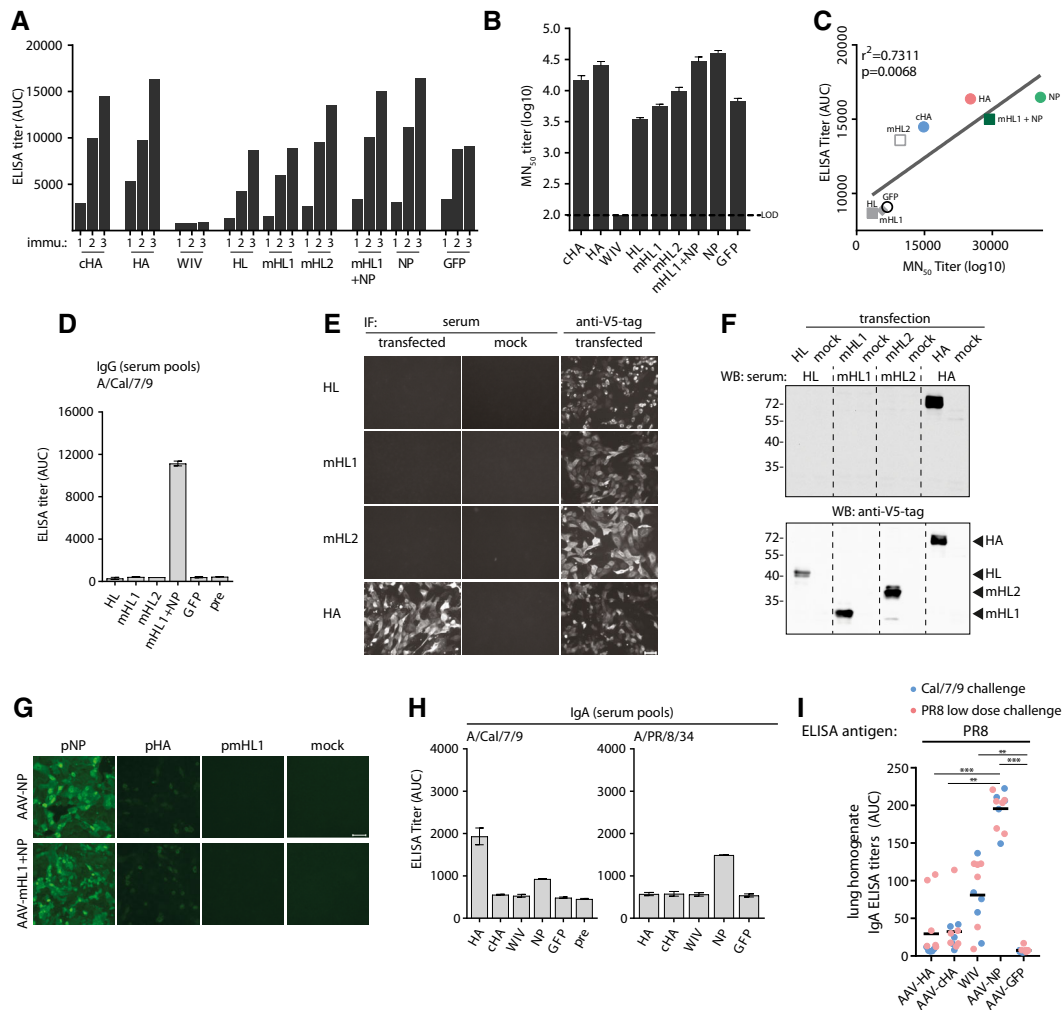 A
20000
15000
10000
5000
ELISA titer (AUC)
immu.: 1 2 3 1 2 3 1 2 3 1 2 3 1 2 3 1 2 3 1 2 3 1 2 3 1 2 3
cHA HA WIV HL mHL1 mHL2 mHL1 +NP NP GFP
B
5.0
4.5
4.0
3.5
3.0
2.5
2.0
MN50 titer (log10)
LOD
cHA HA WIV HL mHL1 mHL2 mHL1+NP NP GFP
C
r2=0.7311
p=0.0068
20000
15000
10000
ELISA Titer (AUC)
HA
NP
cHA
mHL1 + NP
mHL2
GFP
HL
mHL1
0 15000 30000
MN50 Titer (log10)
D
IgG (serum pools)
A/Cal/7/9
16000
12000
8000
4000
0
ELISA titer (AUC)
HL mHL1 mHL2 mHL1+NP GFP pre
E
IF: serum anti-V5-tag
transfected mock transfected
HL
mHL1
mHL2
HA
F
transfection
HL mock mHL1 mock mHL2 mock HA mock
WB: serum: HL mHL1 mHL2 HA
72-
55-
40-
35-
WB: anti-V5-tag
72-
55-
40-
35-
HA
HL
mHL2
mHL1
G
pNP pHA pmHL1 mock
AAV-NP
AAV-mHL1 +NP
H
IgA (serum pools)
A/Cal/7/9 A/PR/8/34
4000
3000
2000
1000
0
ELISA Titer (AUC)
HA cHA WIV NP GFP pre
4000
3000
2000
1000
0
HA cHA WIV NP GFP
I
Cal/7/9 challenge
PR8 low dose challenge
ELISA antigen: PR8
**
***
***
**
250
200
150
100
50
0
lung homogenate
IgA ELISA titers (AUC)
AAV-HA AAV-cHA WIV AAV-NP AAV-GFP